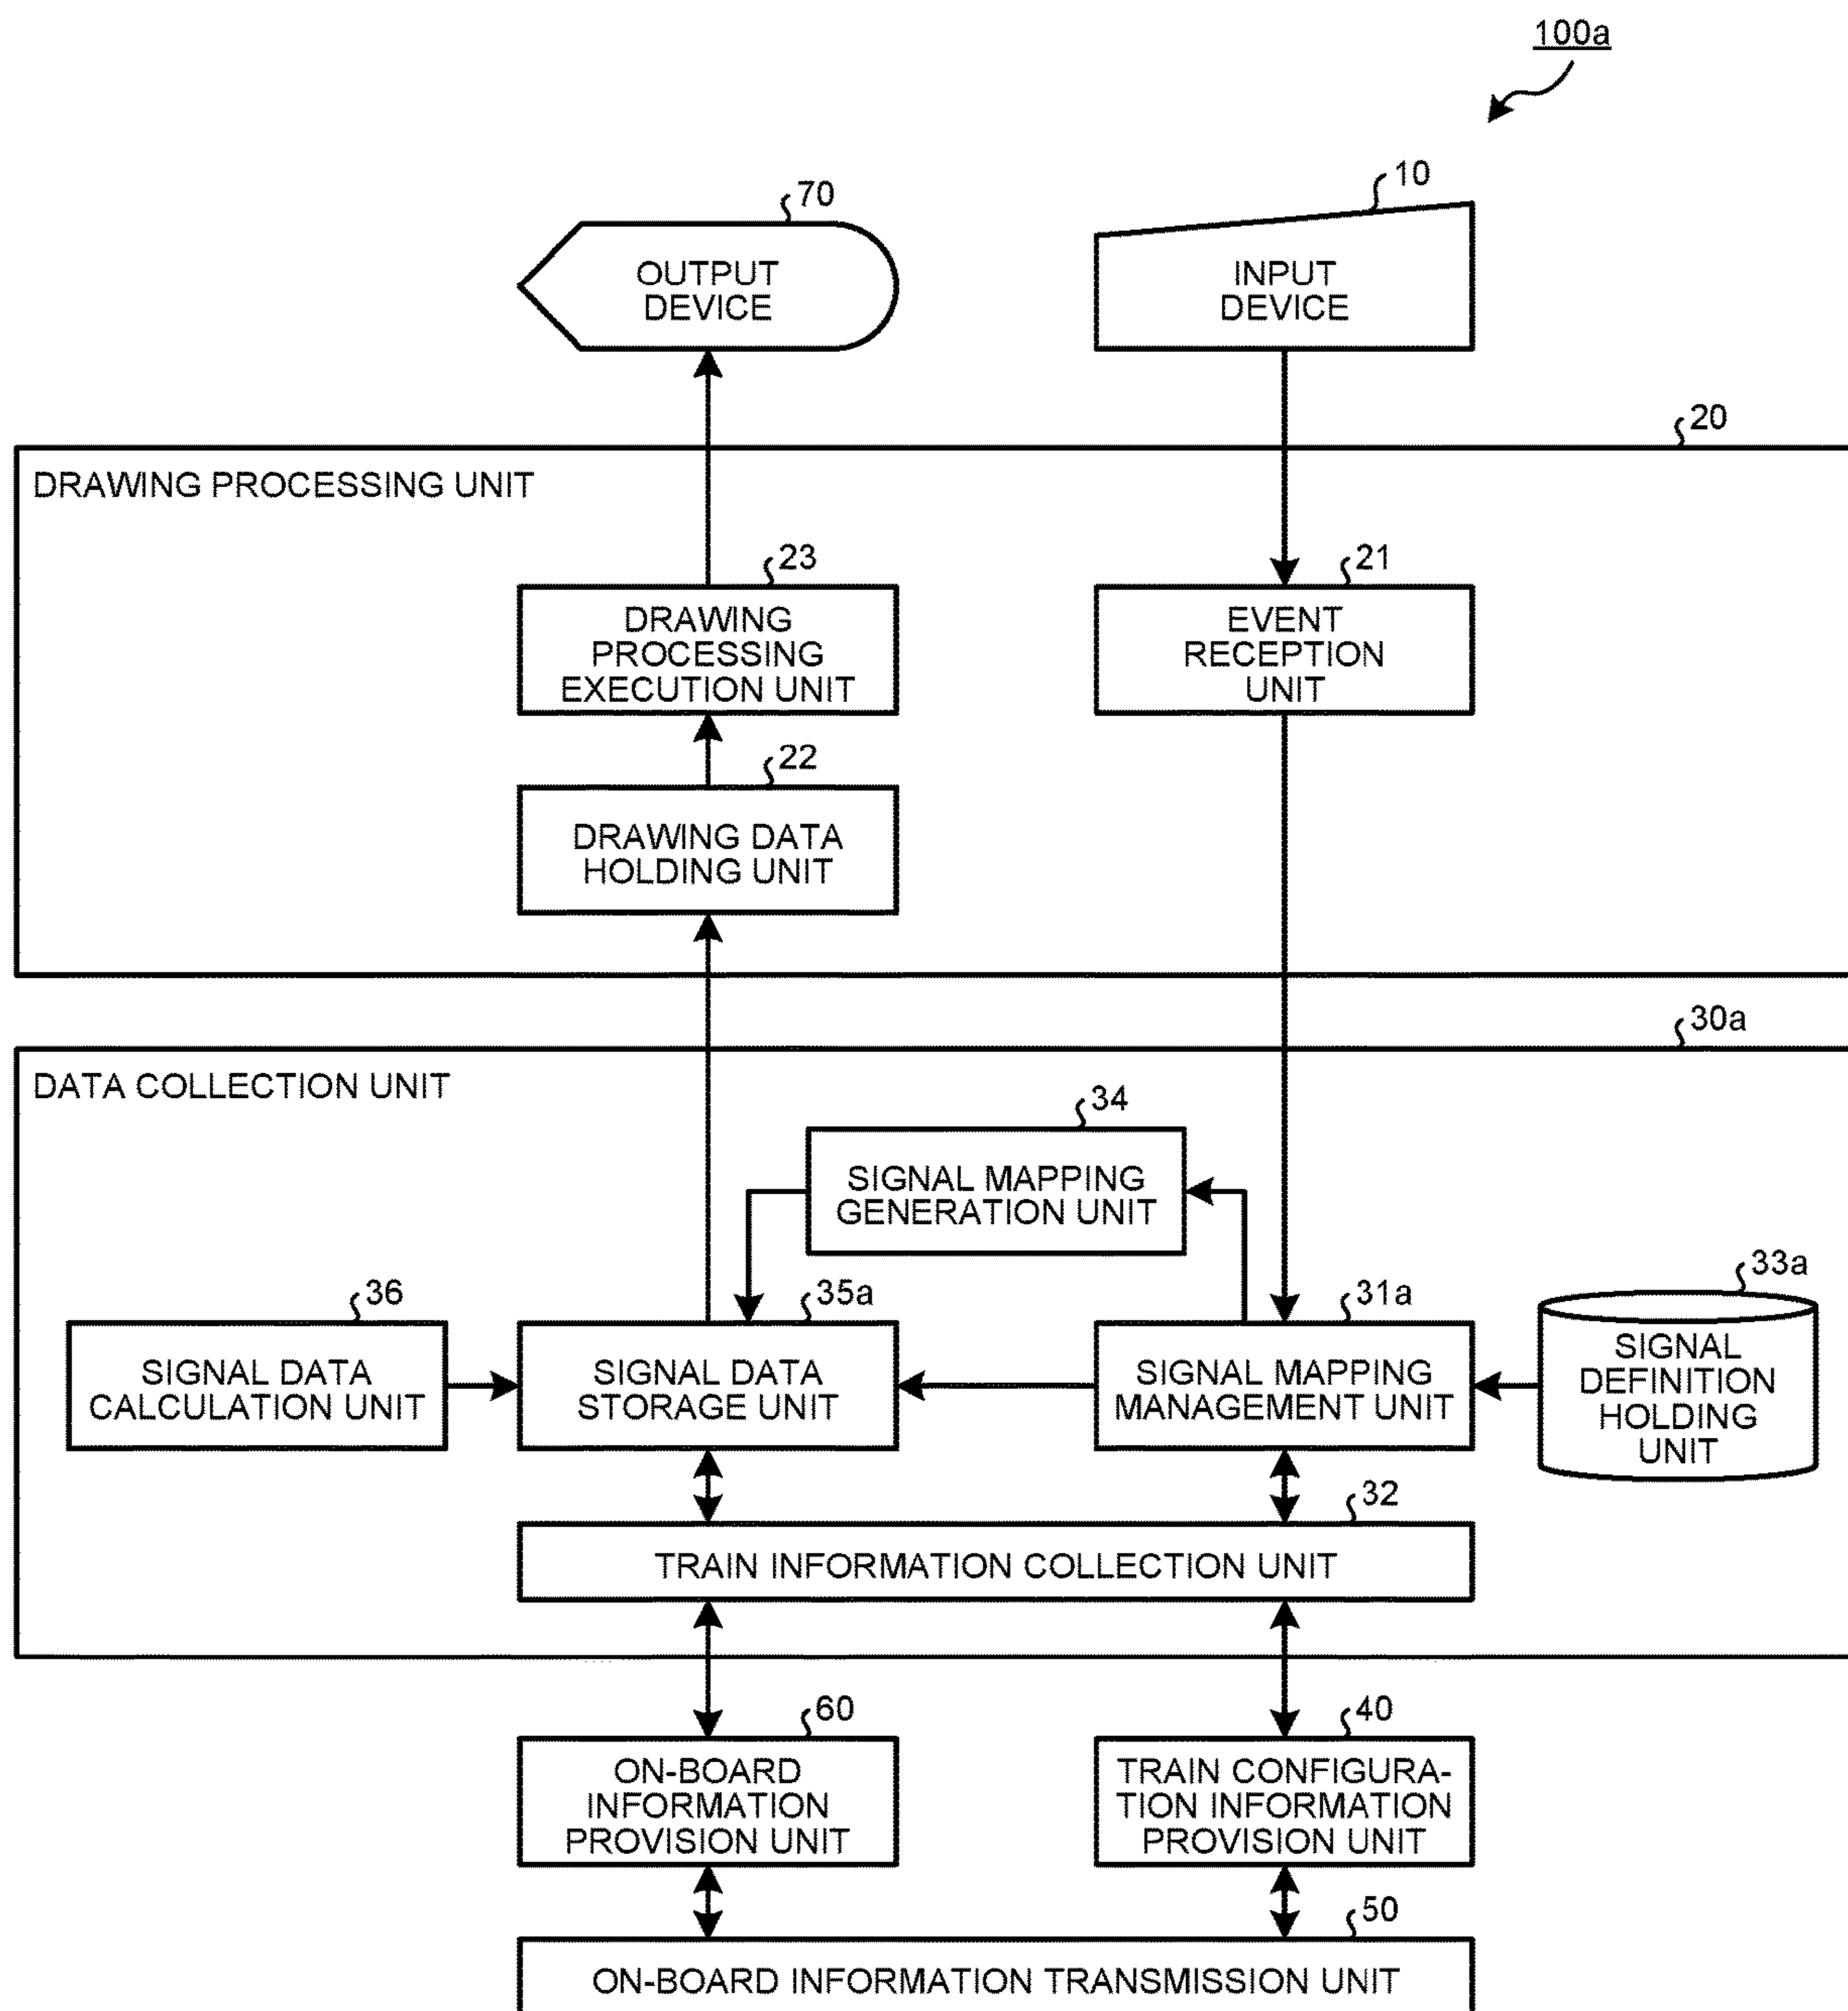 100a
70
10
OUTPUT
DEVICE
INPUT
DEVICE
20
DRAWING PROCESSING UNIT
23
21
DRAWING
PROCESSING
EXECUTION UNIT
EVENT
RECEPTION
UNIT
22
DRAWING DATA
HOLDING UNIT
30a
DATA COLLECTION UNIT
34
SIGNAL MAPPING
GENERATION UNIT
36
35a
31a
33a
SIGNAL DATA
CALCULATION UNIT
SIGNAL DATA
STORAGE UNIT
SIGNAL MAPPING
MANAGEMENT UNIT
SIGNAL
DEFINITION
HOLDING
UNIT
32
TRAIN INFORMATION COLLECTION UNIT
60
40
ON-BOARD
INFORMATION
PROVISION UNIT
TRAIN CONFIGURA-
TION INFORMATION
PROVISION UNIT
50
ON-BOARD INFORMATION TRANSMISSION UNIT